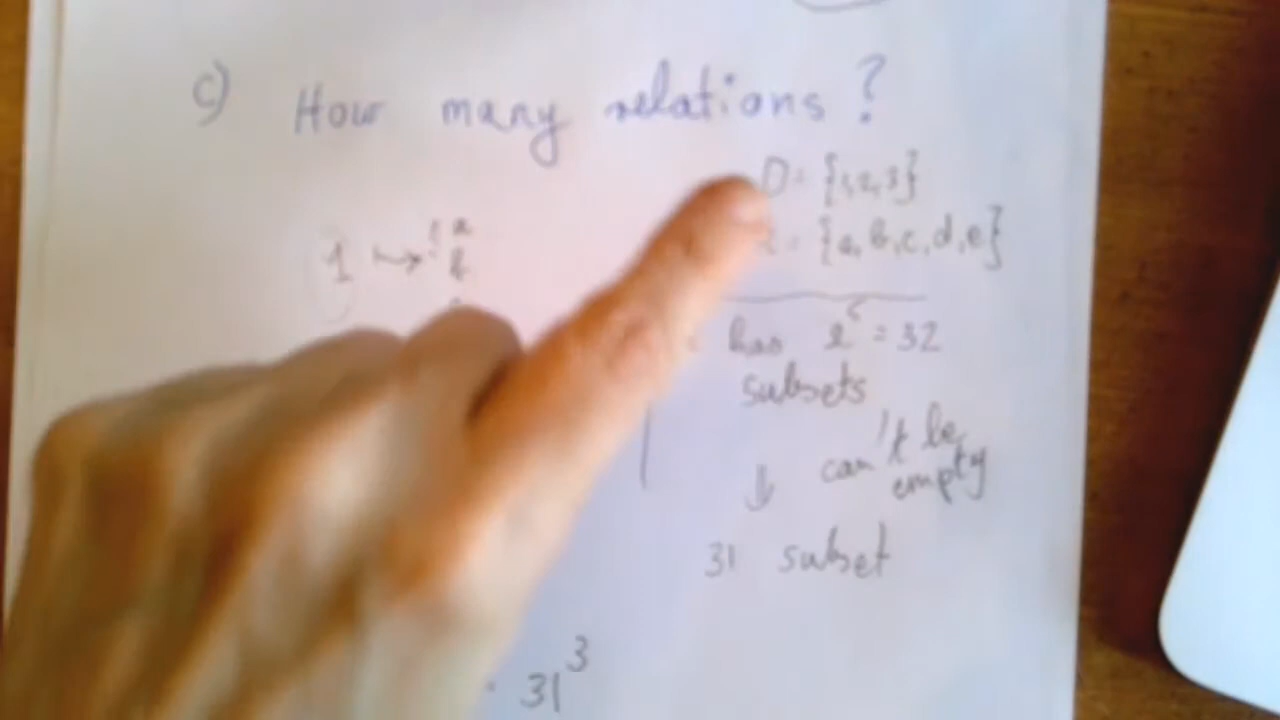 c) How many relations?
D = {1,2,3}
= {a, b, c, d, e}
1 ↦ a
b
has 2⁵ = 32
subsets
↓ can't be
empty
31 subset
31³